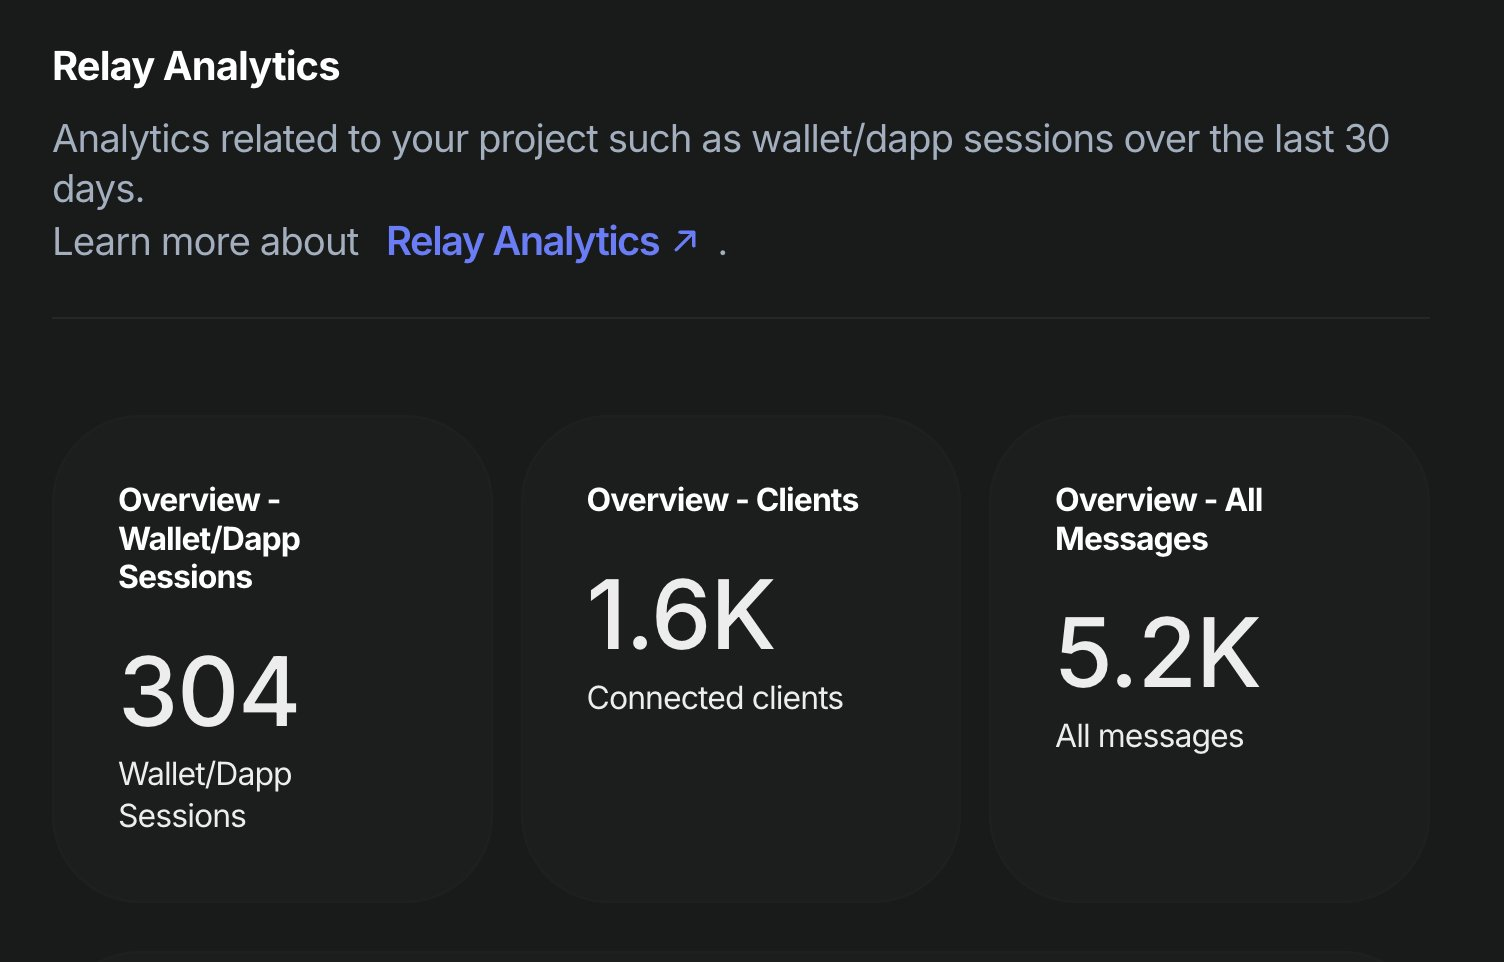 Relay Analytics
Analytics related to your project such as wallet/dapp sessions over the last 30
days.
Learn more about Relay Analytics ↗ .
Overview -
Wallet/Dapp
Sessions
304
Wallet/Dapp
Sessions
Overview - Clients
1.6K
Connected clients
Overview - All
Messages
5.2K
All messages